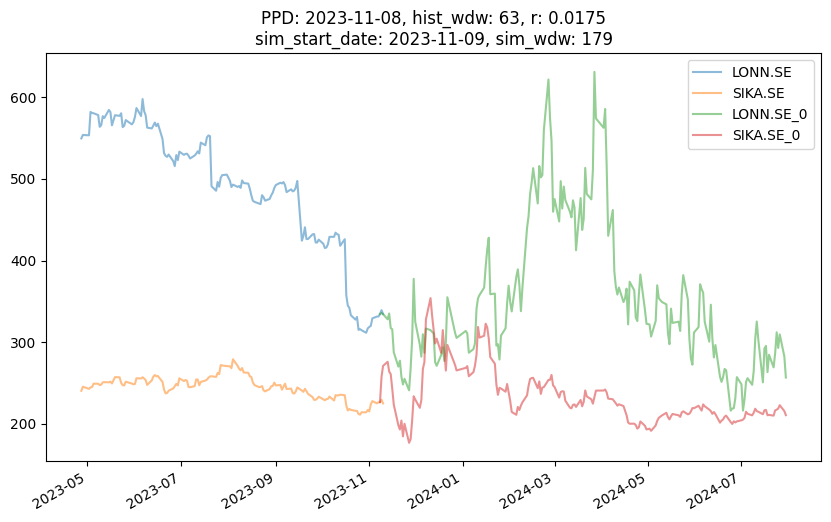 PPD: 2023-11-08, hist_wdw: 63, r: 0.0175
sim_start_date: 2023-11-09, sim_wdw: 179
LONN.SE
SIKA.SE
LONN.SE_0
SIKA.SE_0
600
500
400
300
200
2023-05
2023-07
2023-09
2023-11
2024-01
2024-03
2024-05
2024-07